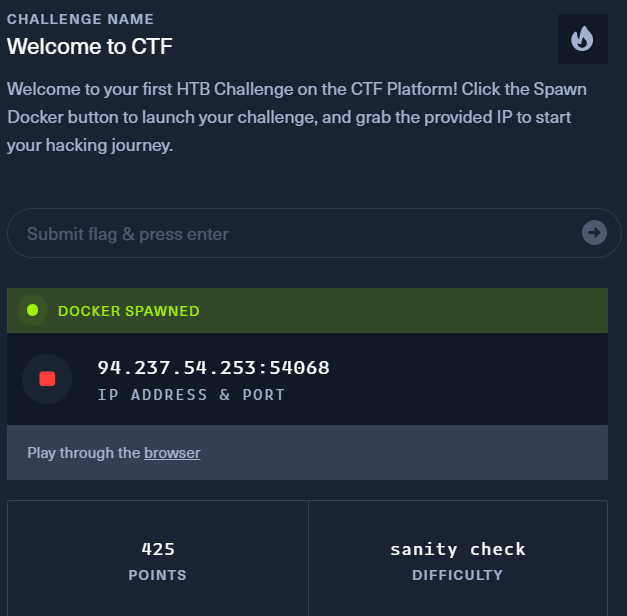 CHALLENGE NAME
Welcome to CTF
Welcome to your first HTB Challenge on the CTF Platform! Click the Spawn
Docker button to launch your challenge, and grab the provided IP to start
your hacking journey.
Submit flag & press enter
DOCKER SPAWNED
94.237.54.253:54068
IP ADDRESS & PORT
Play through the browser
425
POINTS
sanity check
DIFFICULTY